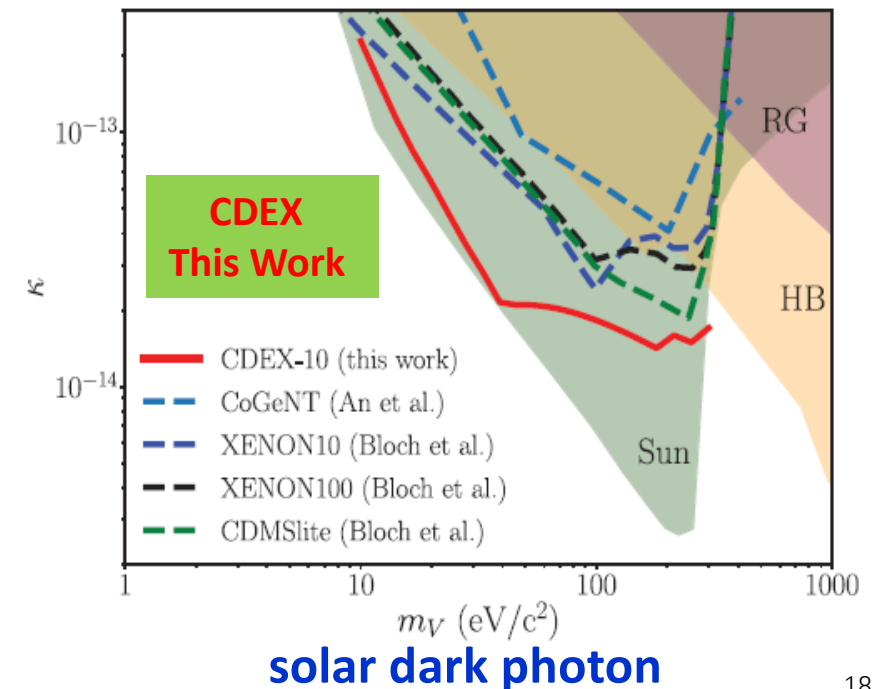 10⁻¹³
10⁻¹⁴
κ
CDEX
This Work
RG
HB
Sun
CDEX-10 (this work)
CoGeNT (An et al.)
XENON10 (Bloch et al.)
XENON100 (Bloch et al.)
CDMSlite (Bloch et al.)
1 10 100 1000
m_V (eV/c²)
solar dark photon
18